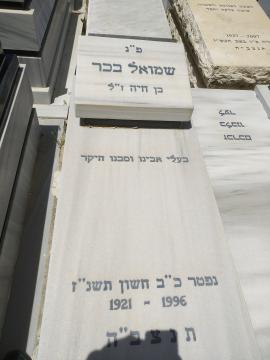 פ"נ
שמואל בכר
בן חיה ז"ל
בעלי אבינו וסבנו היקר
נפטר כ"ב חשון תשנ"ז
1921 - 1996
תנצב"ה